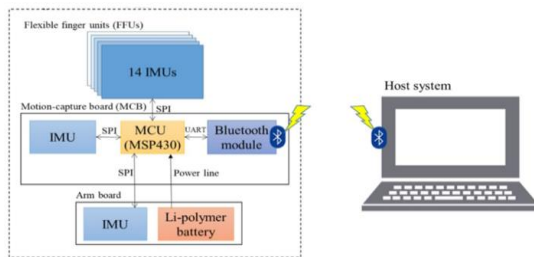 Flexible finger units (FFUs)
14 IMUs
SPI
Motion-capture board (MCB)
IMU
SPI
MCU
(MSP430)
UART
Bluetooth
module
SPI
Power line
Arm board
IMU
Li-polymer
battery
Host system